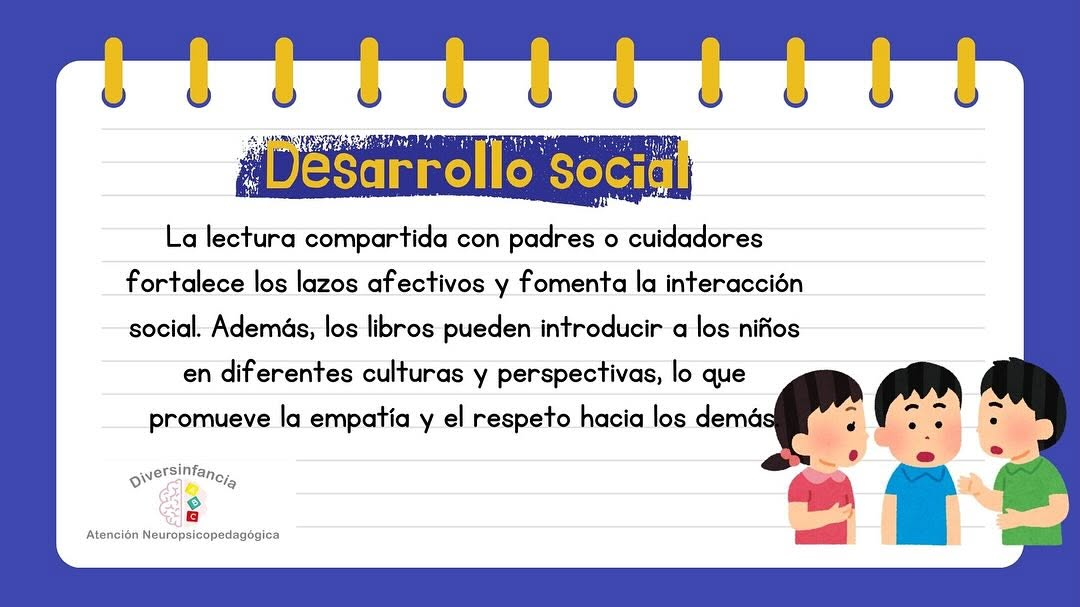 Desarrollo social
La lectura compartida con padres o cuidadores
fortalece los lazos afectivos y fomenta la interacción
social. Además, los libros pueden introducir a los niños
en diferentes culturas y perspectivas, lo que
promueve la empatía y el respeto hacia los demás.
Diversinfancia
A
B
C
Atención Neuropsicopedagógica